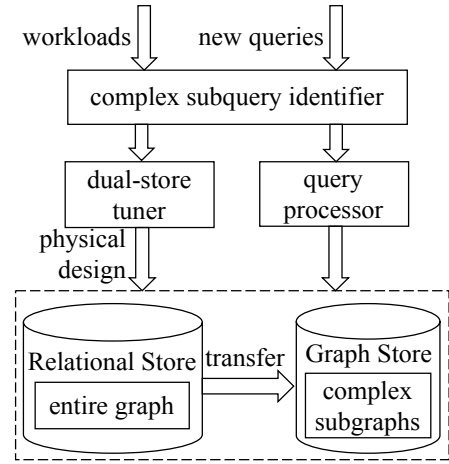 workloads
new queries
complex subquery identifier
dual-store
tuner
query
processor
physical
design
Relational Store
transfer
Graph Store
entire graph
complex
subgraphs